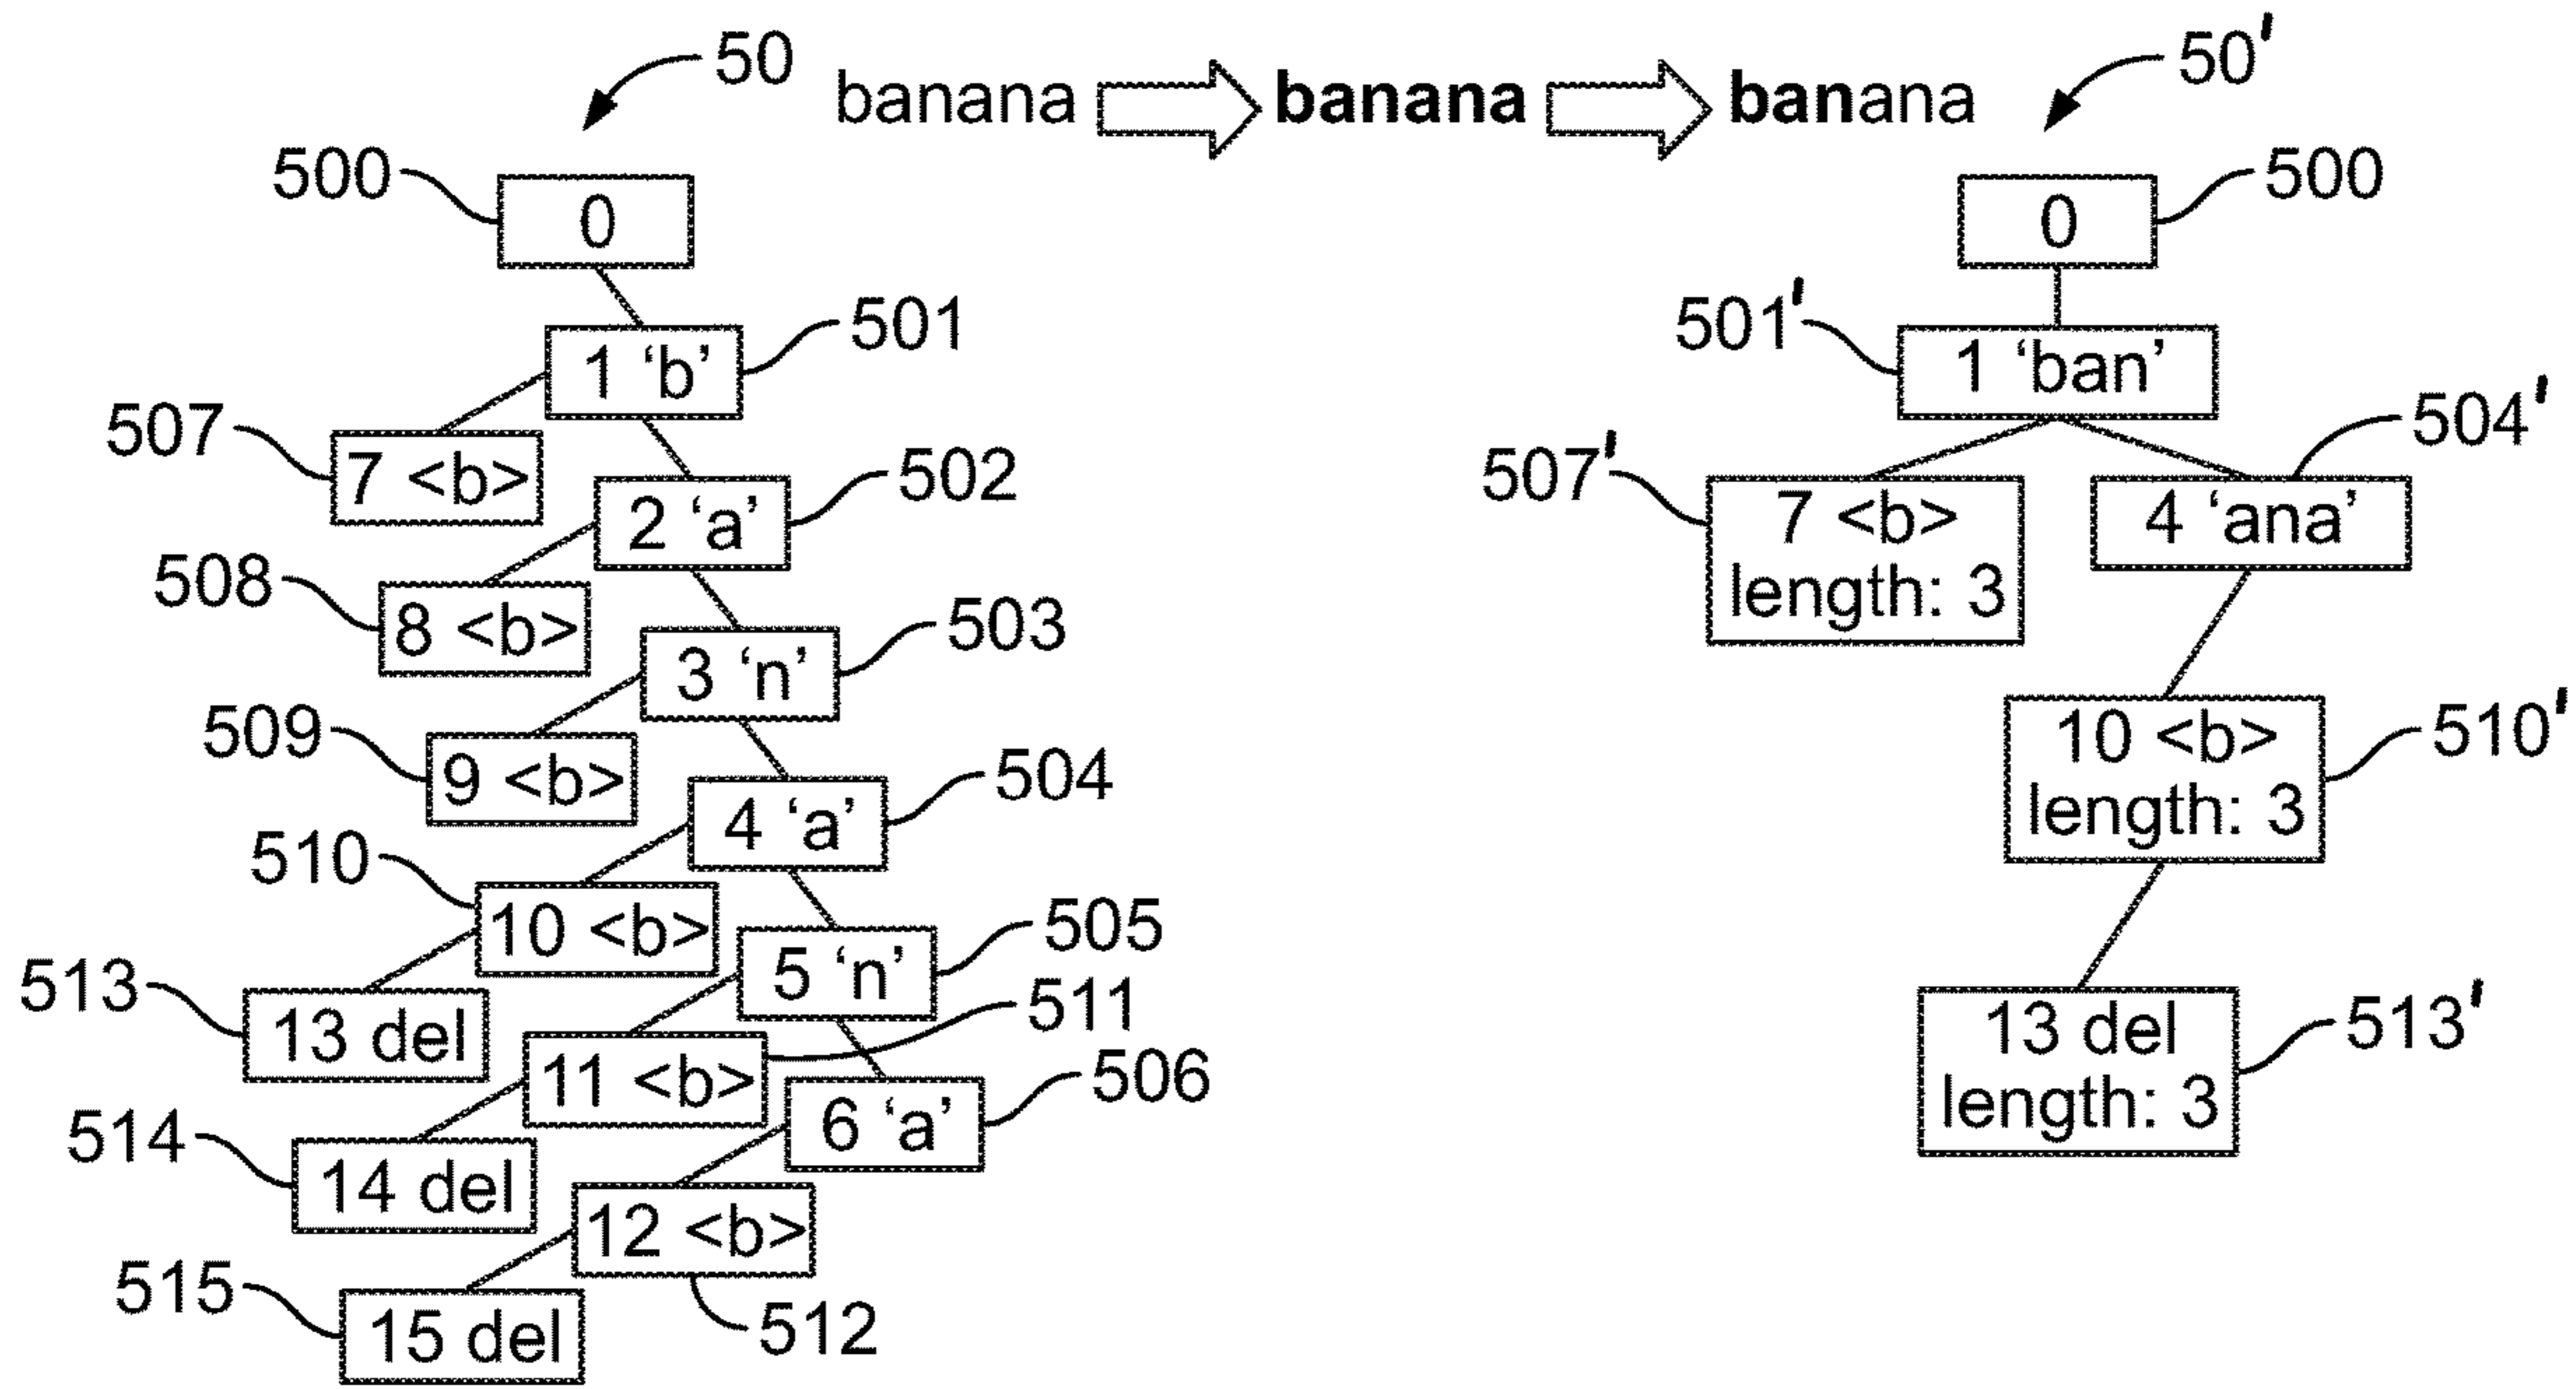 50
banana banana banana
50'
500
0
500
0
1 'b'
501
501'
1 'ban'
507
7 <b>
502
2 'a'
507'
7 <b>
length: 3
504'
4 'ana'
508
8 <b>
503
3 'n'
509
9 <b>
504
4 'a'
10 <b>
length: 3
510'
510
10 <b>
505
5 'n'
513
13 del
511
11 <b>
506
6 'a'
13 del
length: 3
513'
514
14 del
12 <b>
512
515
15 del